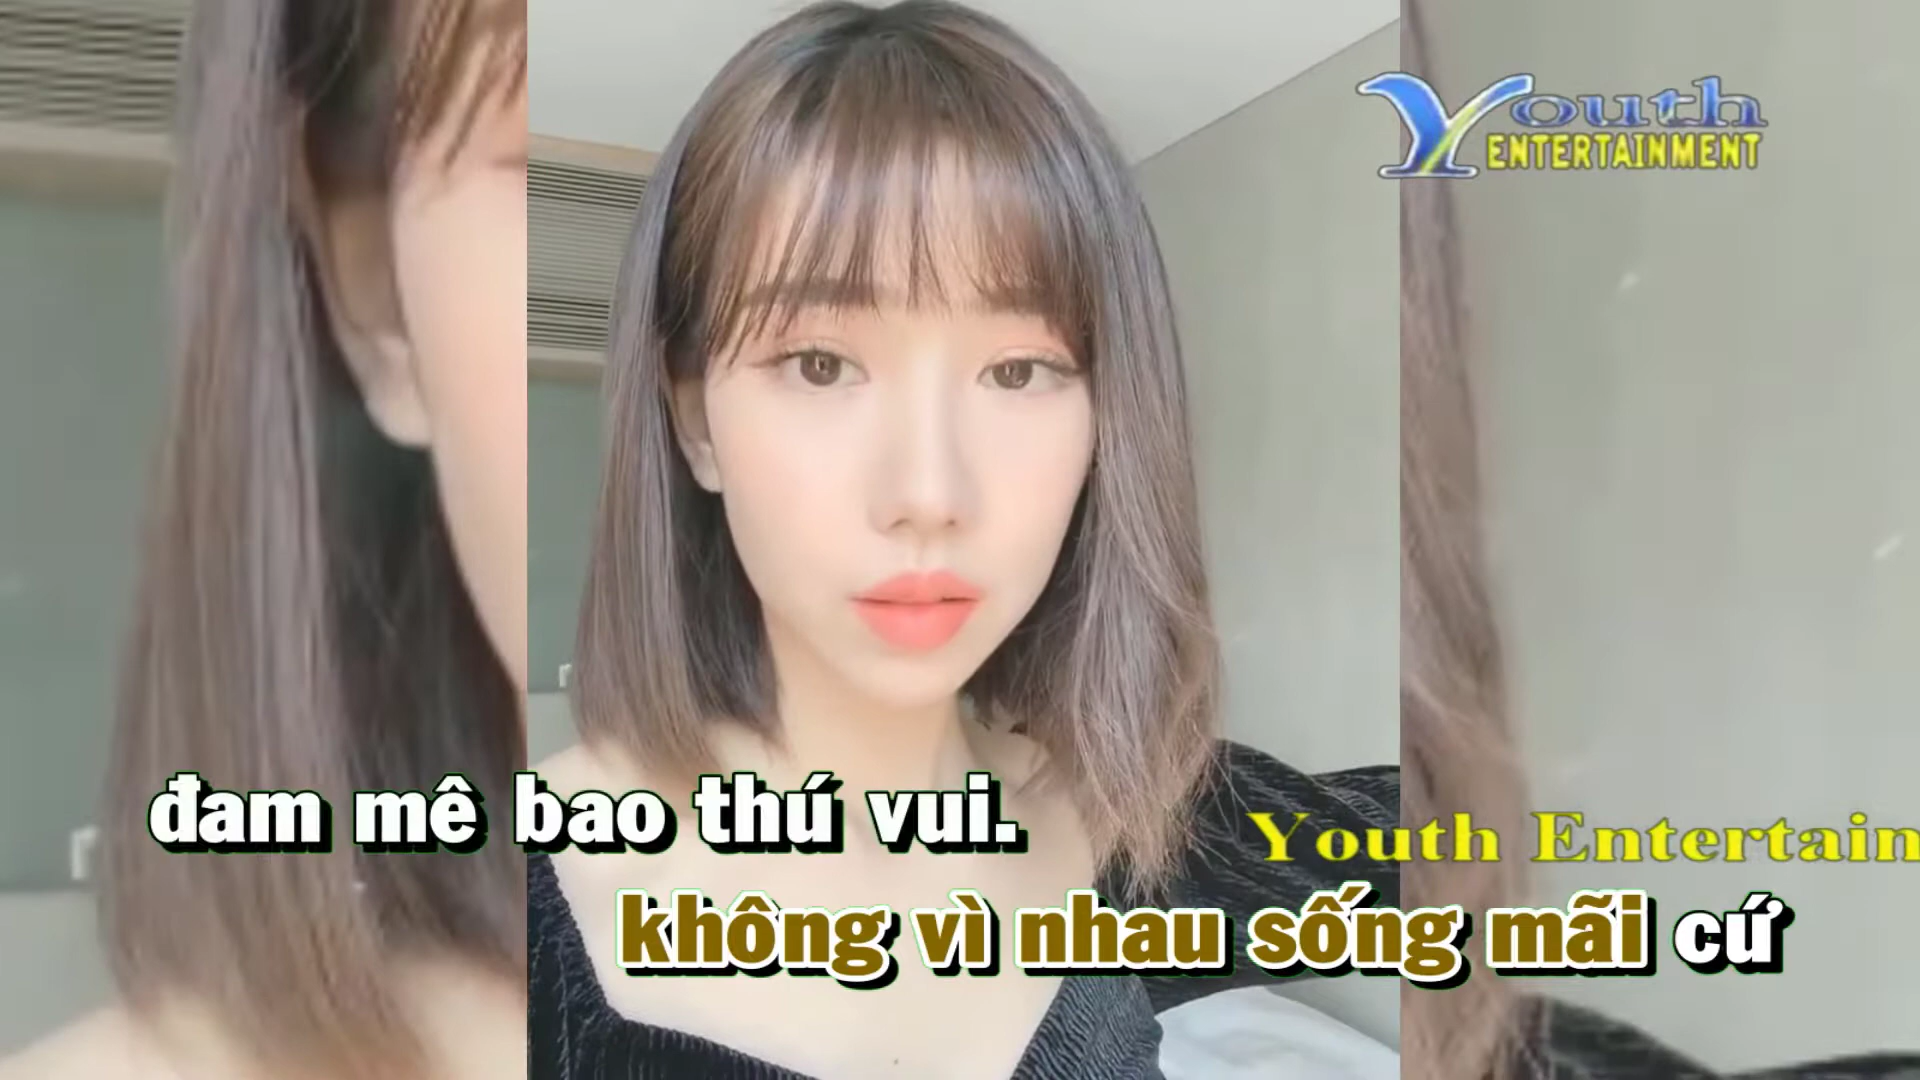 Youth
ENTERTAINMENT
đam mê bao thú vui.
Youth Entertain
không vì nhau sống mãi cứ